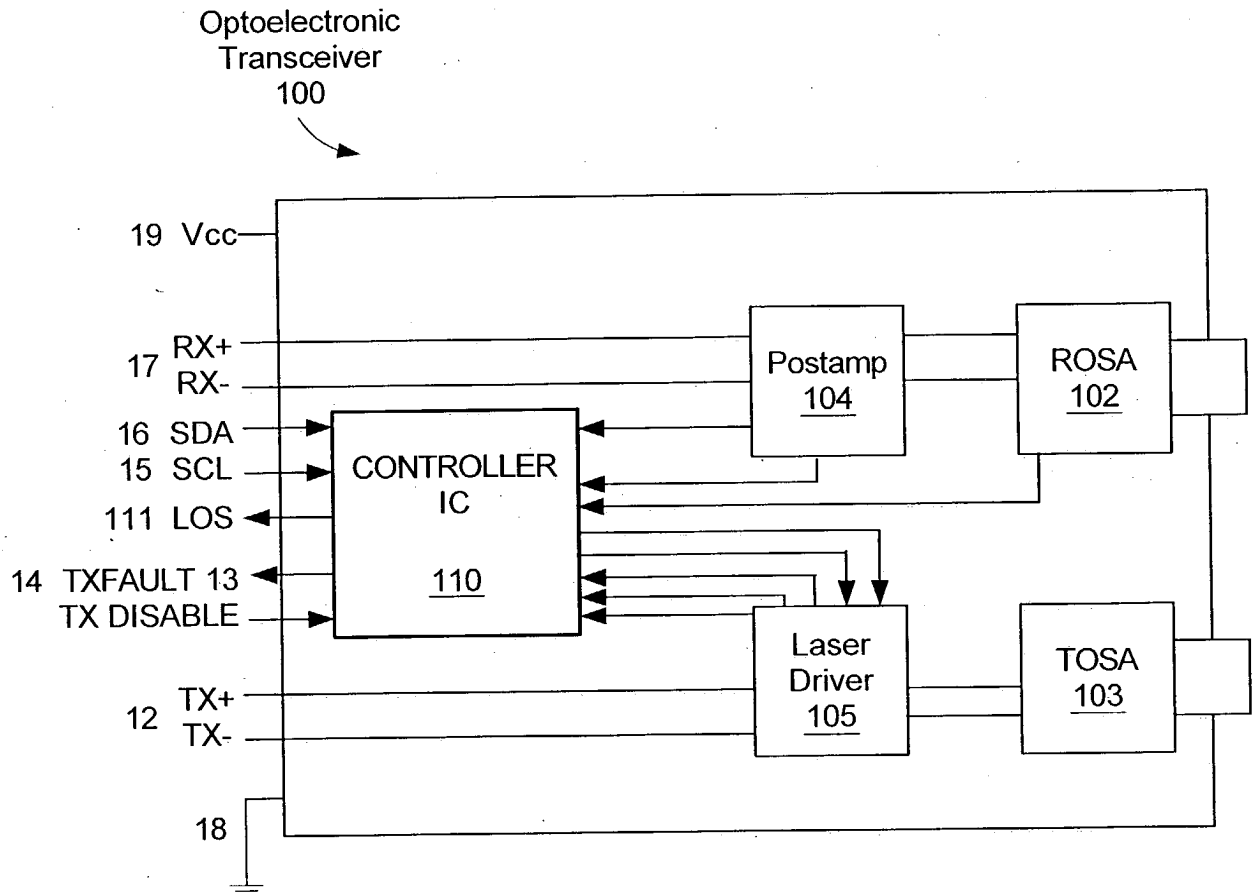 Optoelectronic
Transceiver
100
19 Vcc
17 RX+
RX-
16 SDA
15 SCL
111 LOS
14 TXFAULT 13
TX DISABLE
12 TX+
TX-
18
CONTROLLER
IC
110
Postamp
104
ROSA
102
Laser
Driver
105
TOSA
103